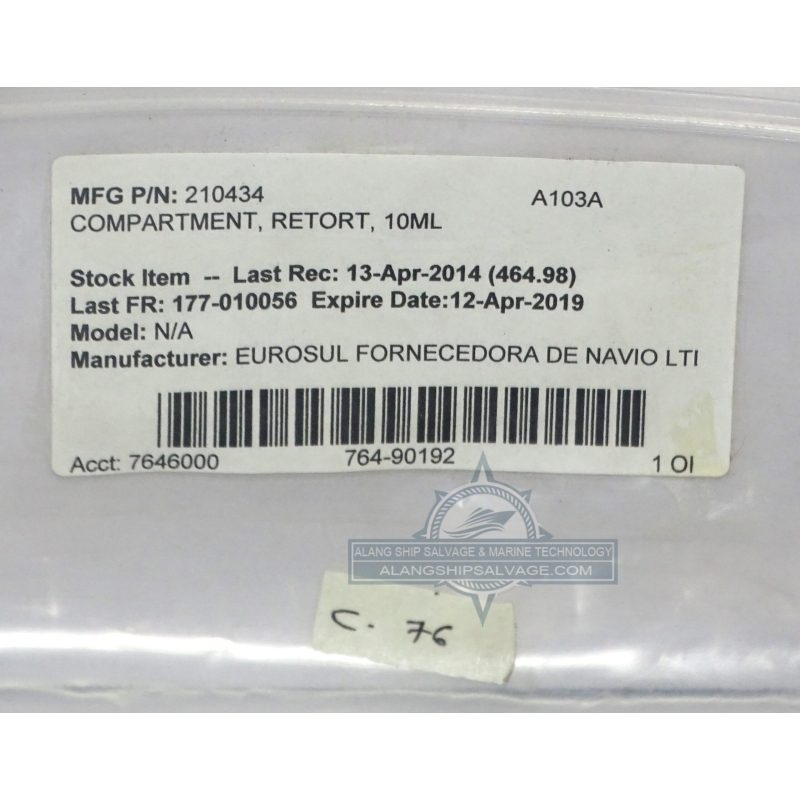 MFG P/N: 210434 A103A
COMPARTMENT, RETORT, 10ML
Stock Item -- Last Rec: 13-Apr-2014 (464.98)
Last FR: 177-010056 Expire Date:12-Apr-2019
Model: N/A
Manufacturer: EUROSUL FORNECEDORA DE NAVIO LTI
Acct: 7646000 764-90192 1 OI
ALANG SHIP SALVAGE & MARINE TECHNOLOGY
ALANGSHIPSALVAGE.COM
C. 76